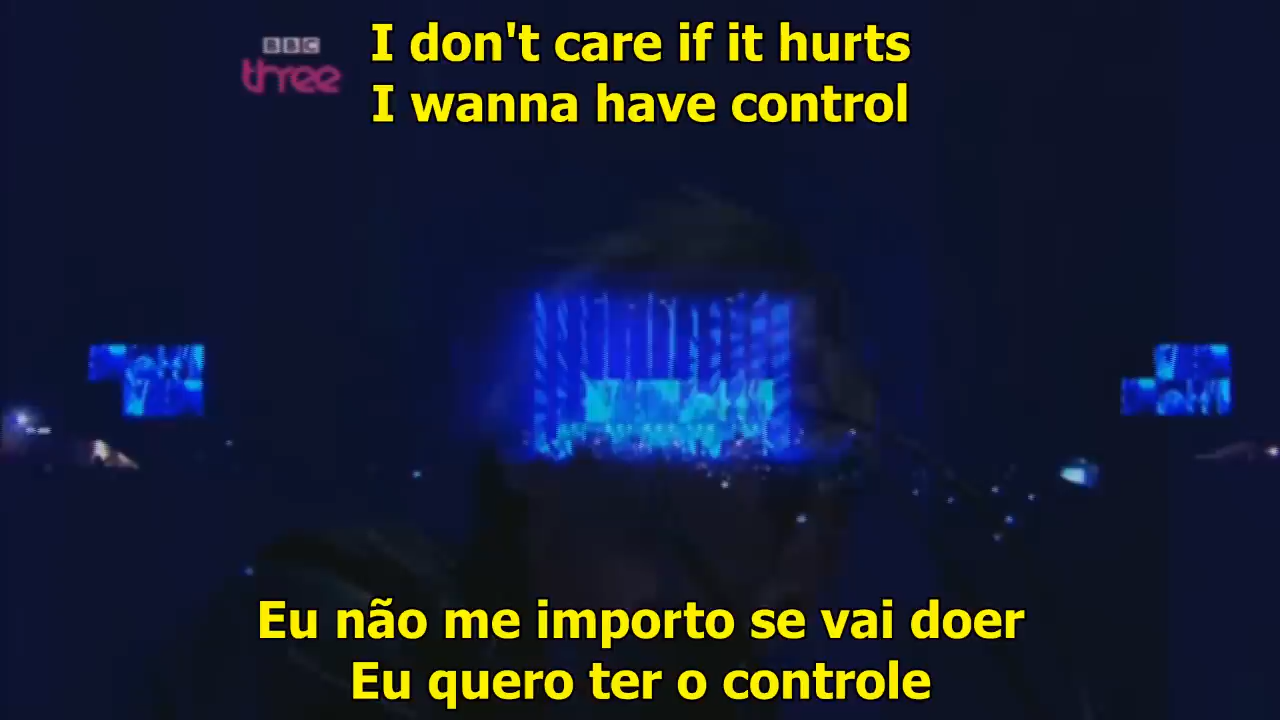 BBC
three
I don't care if it hurts
I wanna have control
Eu não me importo se vai doer
Eu quero ter o controle